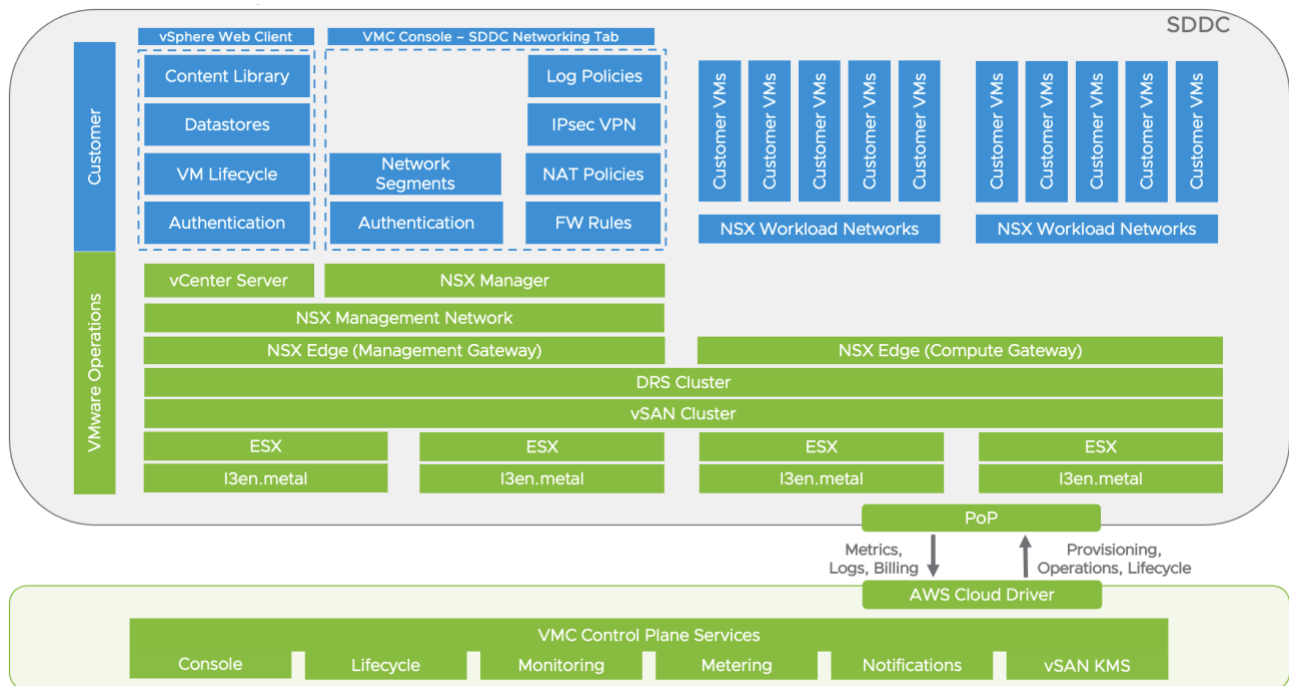 SDDC
vSphere Web Client
VMC Console – SDDC Networking Tab
Customer
Content Library
Datastores
VM Lifecycle
Authentication
Network
Segments
Authentication
Log Policies
IPsec VPN
NAT Policies
FW Rules
Customer VMs
Customer VMs
Customer VMs
Customer VMs
Customer VMs
NSX Workload Networks
Customer VMs
Customer VMs
Customer VMs
Customer VMs
Customer VMs
NSX Workload Networks
VMware Operations
vCenter Server
NSX Manager
NSX Management Network
NSX Edge (Management Gateway)
NSX Edge (Compute Gateway)
DRS Cluster
vSAN Cluster
ESX
ESX
ESX
ESX
I3en.metal
I3en.metal
I3en.metal
I3en.metal
PoP
Metrics,
Logs, Billing
Provisioning,
Operations, Lifecycle
AWS Cloud Driver
VMC Control Plane Services
Console
Lifecycle
Monitoring
Metering
Notifications
vSAN KMS